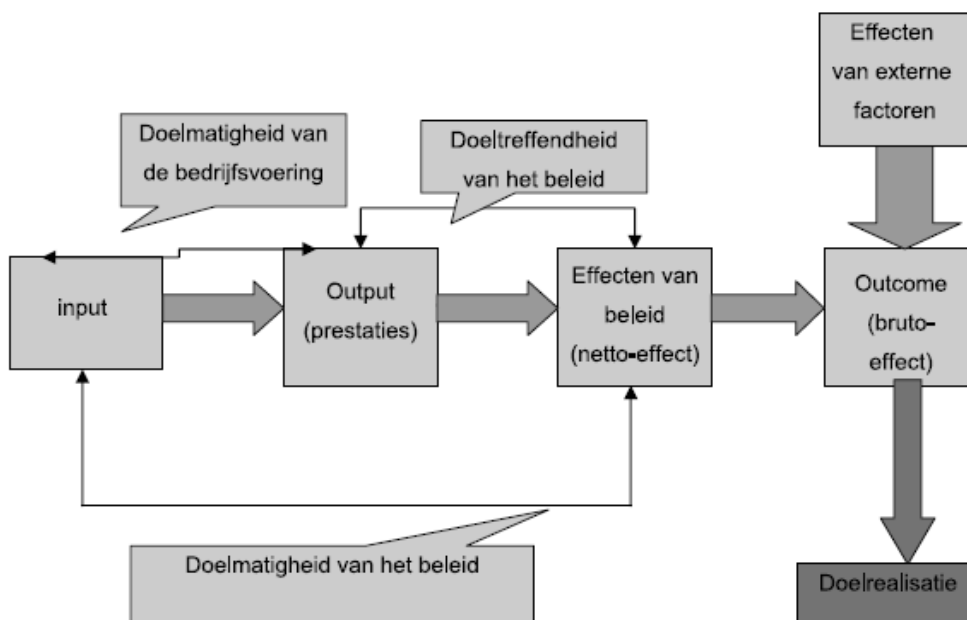 Effecten
van externe
factoren
Doelmatigheid van
de bedrijfsvoering
Doeltreffendheid
van het beleid
input
Output
(prestaties)
Effecten van
beleid
(netto-effect)
Outcome
(bruto-
effect)
Doelmatigheid van het beleid
Doelrealisatie